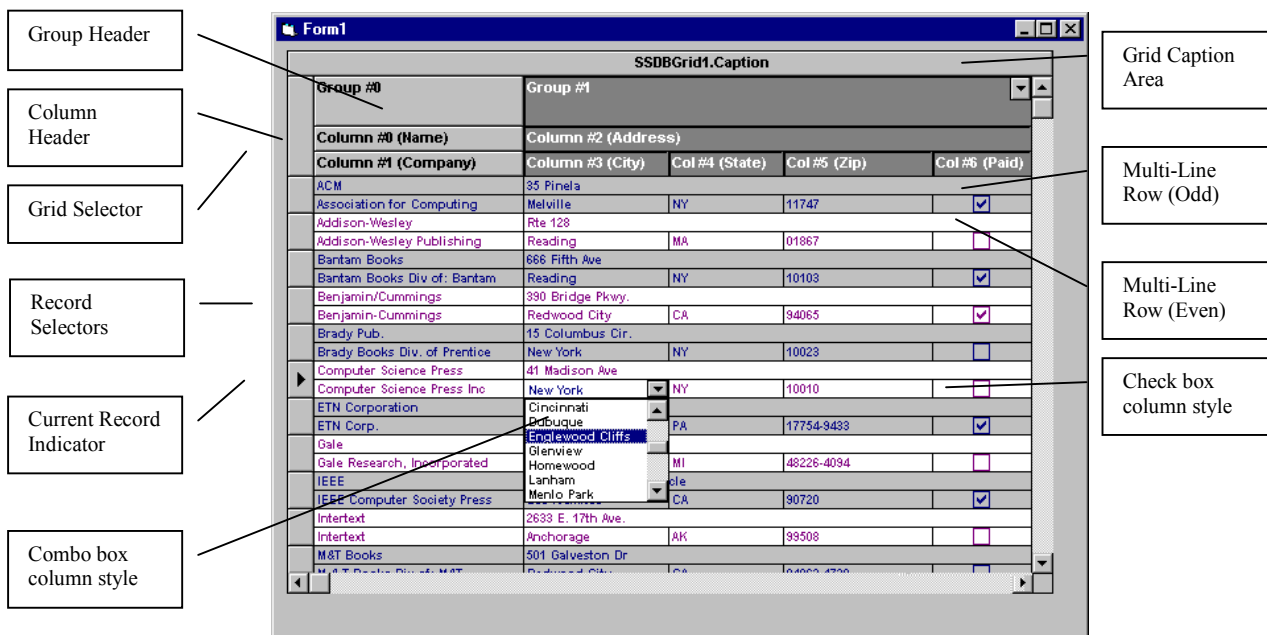 Form1
SSDBGrid1.Caption
Group #0 Group #1
Column #0 (Name) Column #2 (Address)
Column #1 (Company) Column #3 (City) Col #4 (State) Col #5 (Zip) Col #6 (Paid)
ACM 35 Pinela
Association for Computing Melville NY 11747
Addison-Wesley Rte 128
Addison-Wesley Publishing Reading MA 01867
Bantam Books 666 Fifth Ave
Bantam Books Div of: Bantam Reading NY 10103
Benjamin/Cummings 390 Bridge Pkwy.
Benjamin-Cummings Redwood City CA 94065
Brady Pub. 15 Columbus Cir.
Brady Books Div. of Prentice New York NY 10023
Computer Science Press 41 Madison Ave
Computer Science Press Inc New York NY 10010
ETN Corporation
ETN Corp. PA 17754-9433
Gale
Gale Research, Incorporated MI 48226-4094
IEEE cle
IEEE Computer Society Press CA 90720
Intertext 2633 E. 17th Ave.
Intertext Anchorage AK 99508
M&T Books 501 Galveston Dr
Cincinnati
Dubuque
Englewood Cliffs
Glenview
Homewood
Lanham
Menlo Park
Group Header
Column
Header
Grid Selector
Record
Selectors
Current Record
Indicator
Combo box
column style
Grid Caption
Area
Multi-Line
Row (Odd)
Multi-Line
Row (Even)
Check box
column style